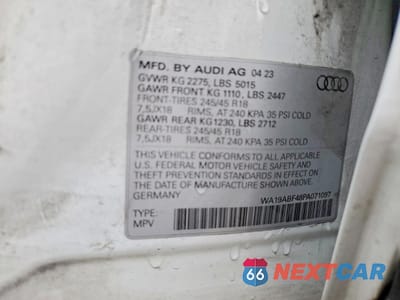 MFD. BY AUDI AG 04 23
GVWR KG 2275, LBS 5015
GAWR FRONT KG 1110, LBS 2447
FRONT-TIRES 245/45 R18
7,5JX18 RIMS, AT 240 KPA 35 PSI COLD
GAWR REAR KG1230, LBS 2712
REAR-TIRES 245/45 R18
7,5JX18 RIMS, AT 240 KPA 35 PSI COLD
THIS VEHICLE CONFORMS TO ALL APPLICABLE
U.S. FEDERAL MOTOR VEHICLE SAFETY AND
THEFT PREVENTION STANDARDS IN EFFECT ON
THE DATE OF MANUFACTURE SHOWN ABOVE.
GERMANY
WA19ABF48PA071097
TYPE:
MPV
66 NEXTCAR